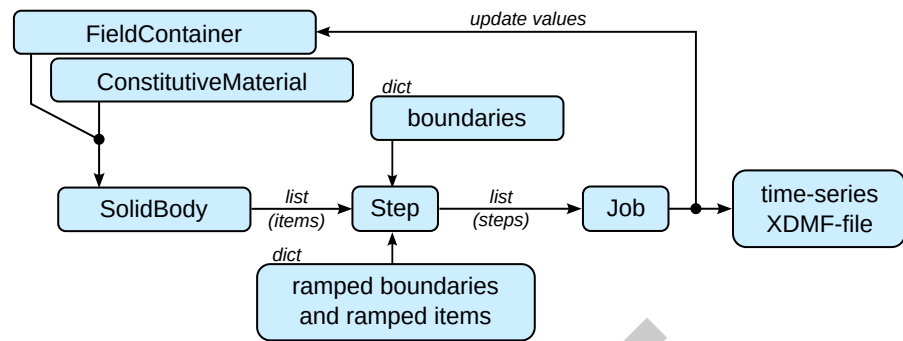 update values
FieldContainer
ConstitutiveMaterial
dict
boundaries
SolidBody
list
(items)
Step
list
(steps)
Job
time-series
XDMF-file
dict
ramped boundaries
and ramped items